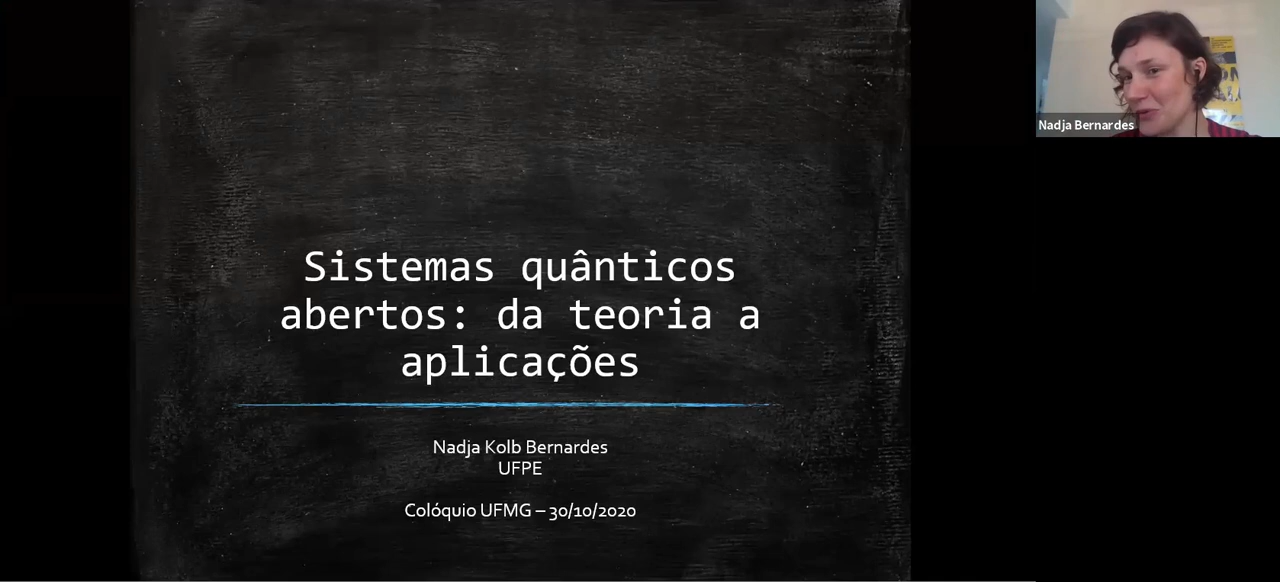 Sistemas quânticos
abertos: da teoria a
aplicações
Nadja Kolb Bernardes
UFPE
Colóquio UFMG – 30/10/2020
Nadja Bernardes